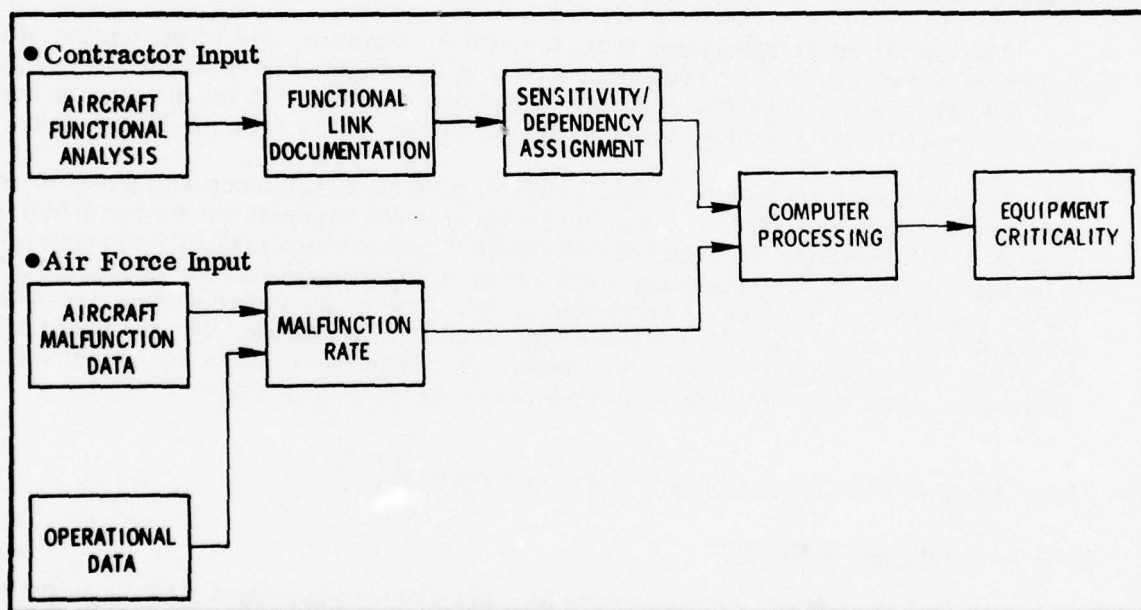 ● Contractor Input
AIRCRAFT
FUNCTIONAL
ANALYSIS
FUNCTIONAL
LINK
DOCUMENTATION
SENSITIVITY/
DEPENDENCY
ASSIGNMENT
COMPUTER
PROCESSING
EQUIPMENT
CRITICALITY
● Air Force Input
AIRCRAFT
MALFUNCTION
DATA
MALFUNCTION
RATE
OPERATIONAL
DATA